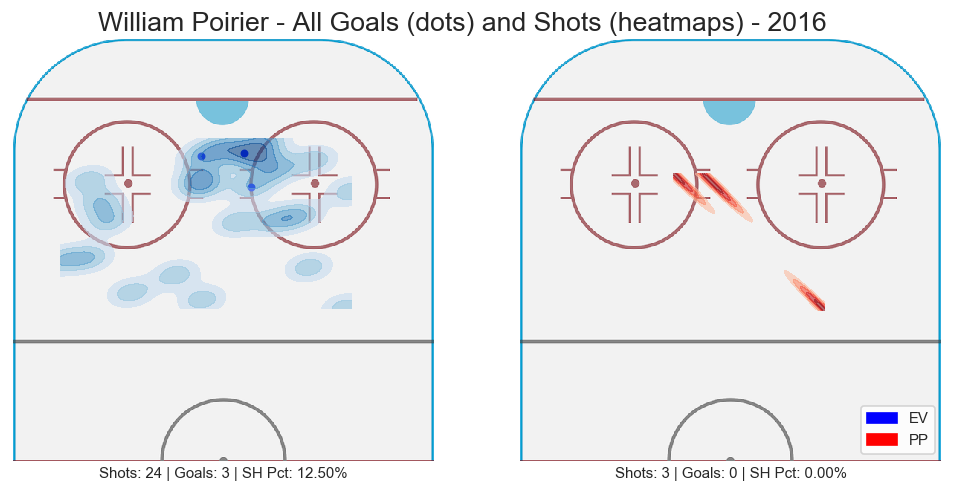 William Poirier - All Goals (dots) and Shots (heatmaps) - 2016
EV
PP
Shots: 24 | Goals: 3 | SH Pct: 12.50%
Shots: 3 | Goals: 0 | SH Pct: 0.00%